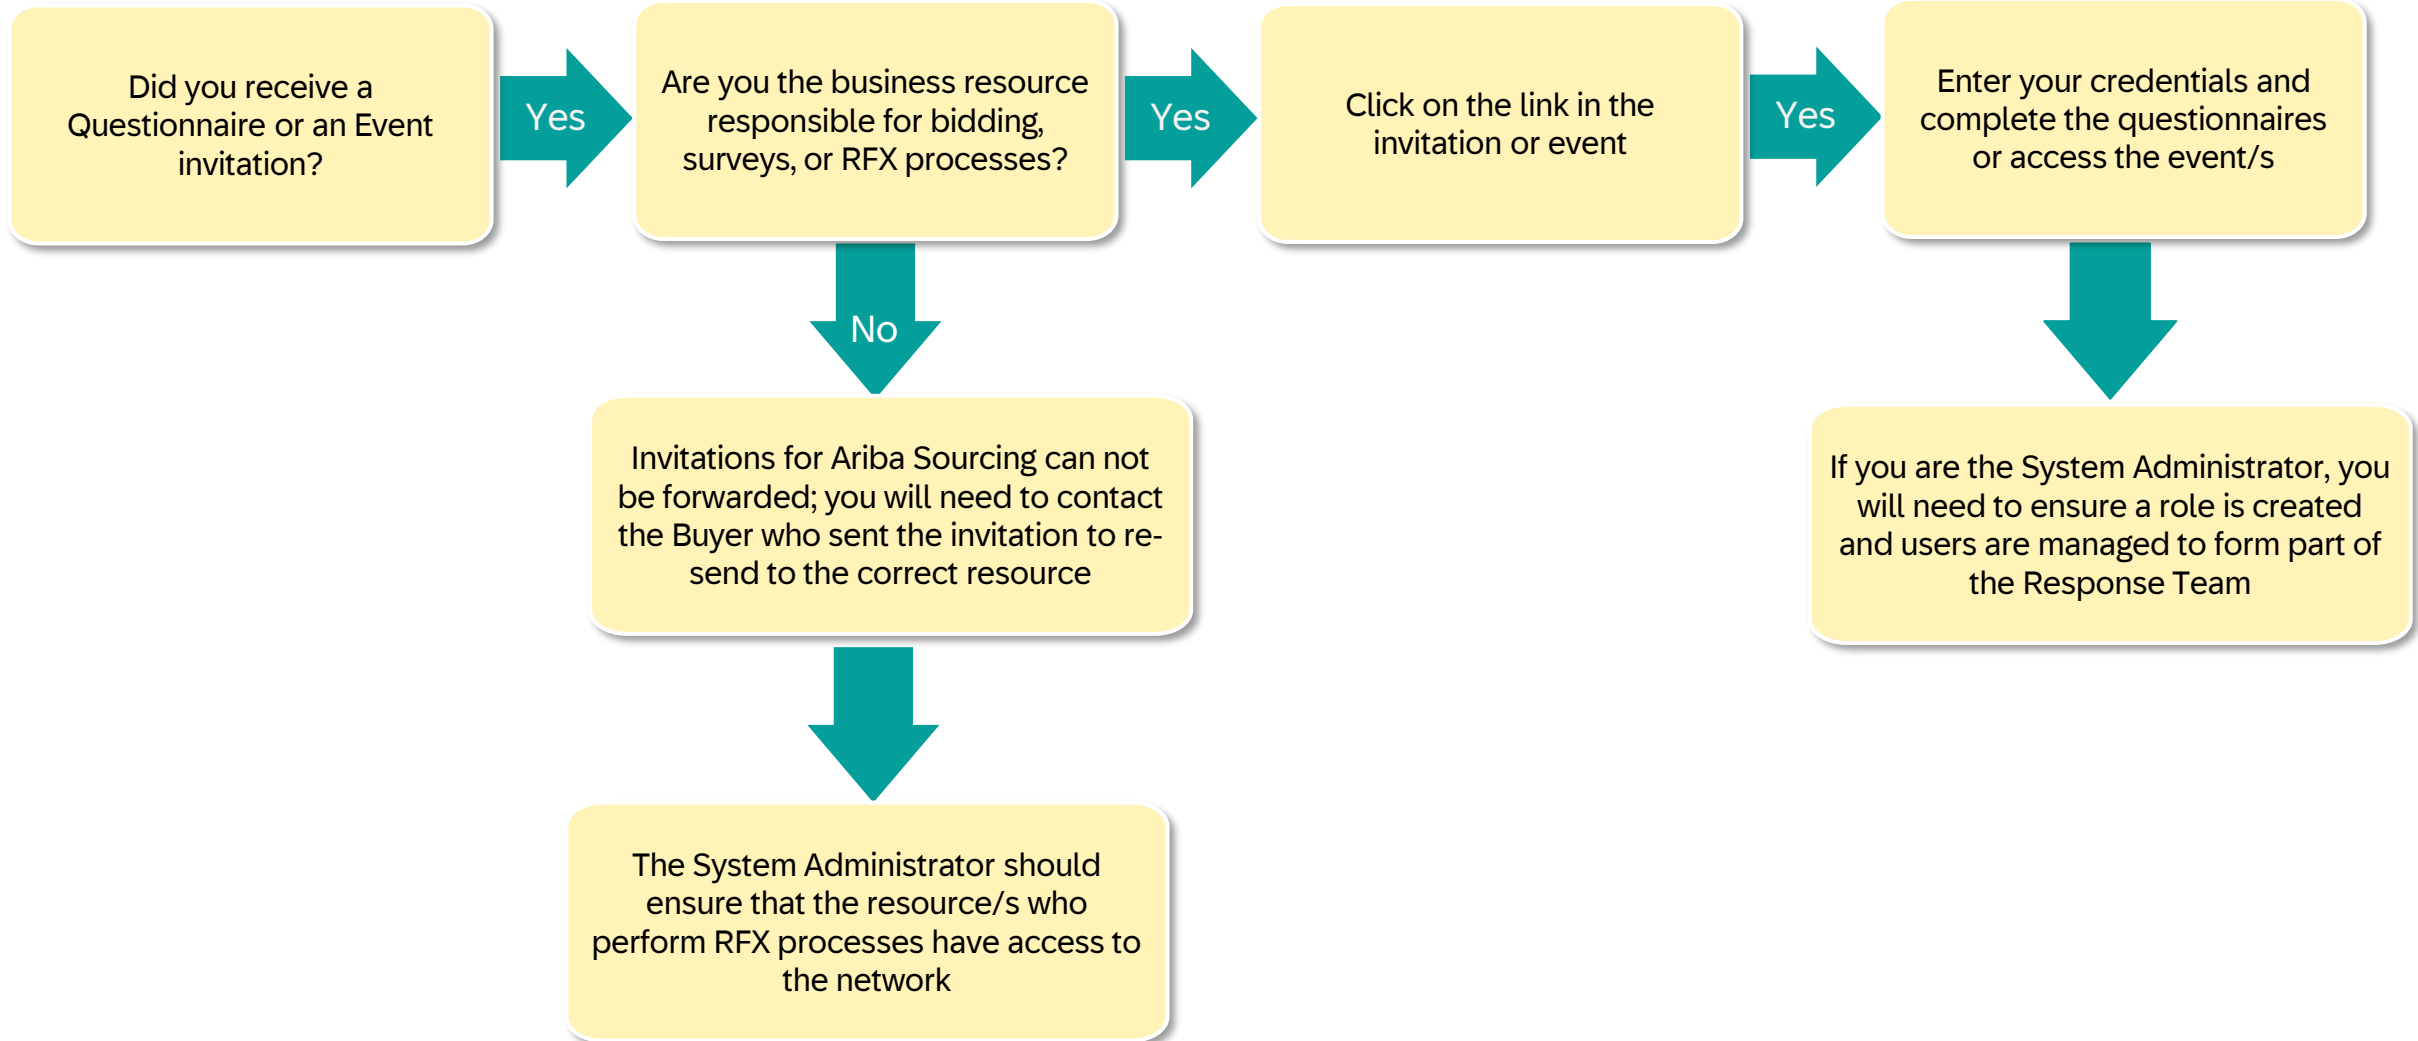 Did you receive a
Questionnaire or an Event
invitation?
Yes
Are you the business resource
responsible for bidding,
surveys, or RFX processes?
Yes
Click on the link in the
invitation or event
Yes
Enter your credentials and
complete the questionnaires
or access the event/s
No
Invitations for Ariba Sourcing can not
be forwarded; you will need to contact
the Buyer who sent the invitation to re-
send to the correct resource
If you are the System Administrator, you
will need to ensure a role is created
and users are managed to form part of
the Response Team
The System Administrator should
ensure that the resource/s who
perform RFX processes have access to
the network